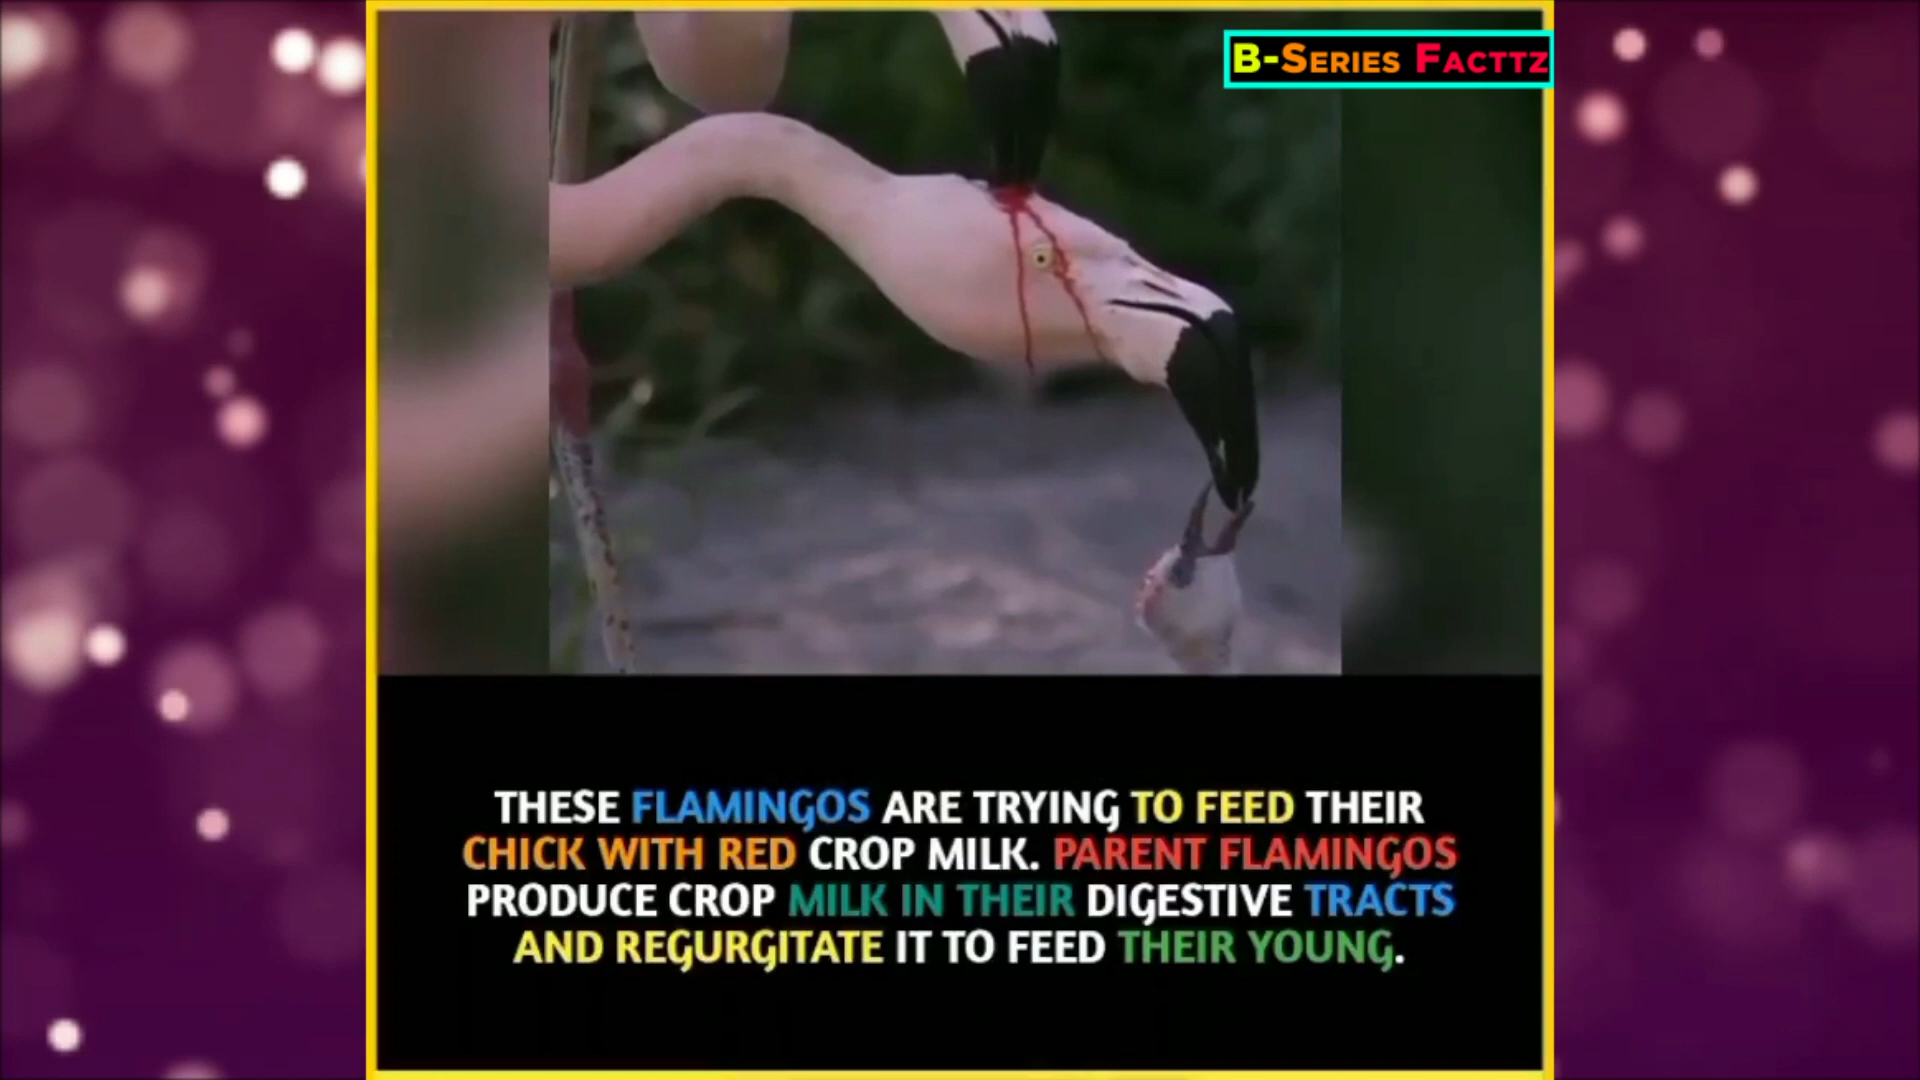 B-SERIES FACTTZ
THESE FLAMINGOS ARE TRYING TO FEED THEIR
CHICK WITH RED CROP MILK. PARENT FLAMINGOS
PRODUCE CROP MILK IN THEIR DIGESTIVE TRACTS
AND REGURGITATE IT TO FEED THEIR YOUNG.